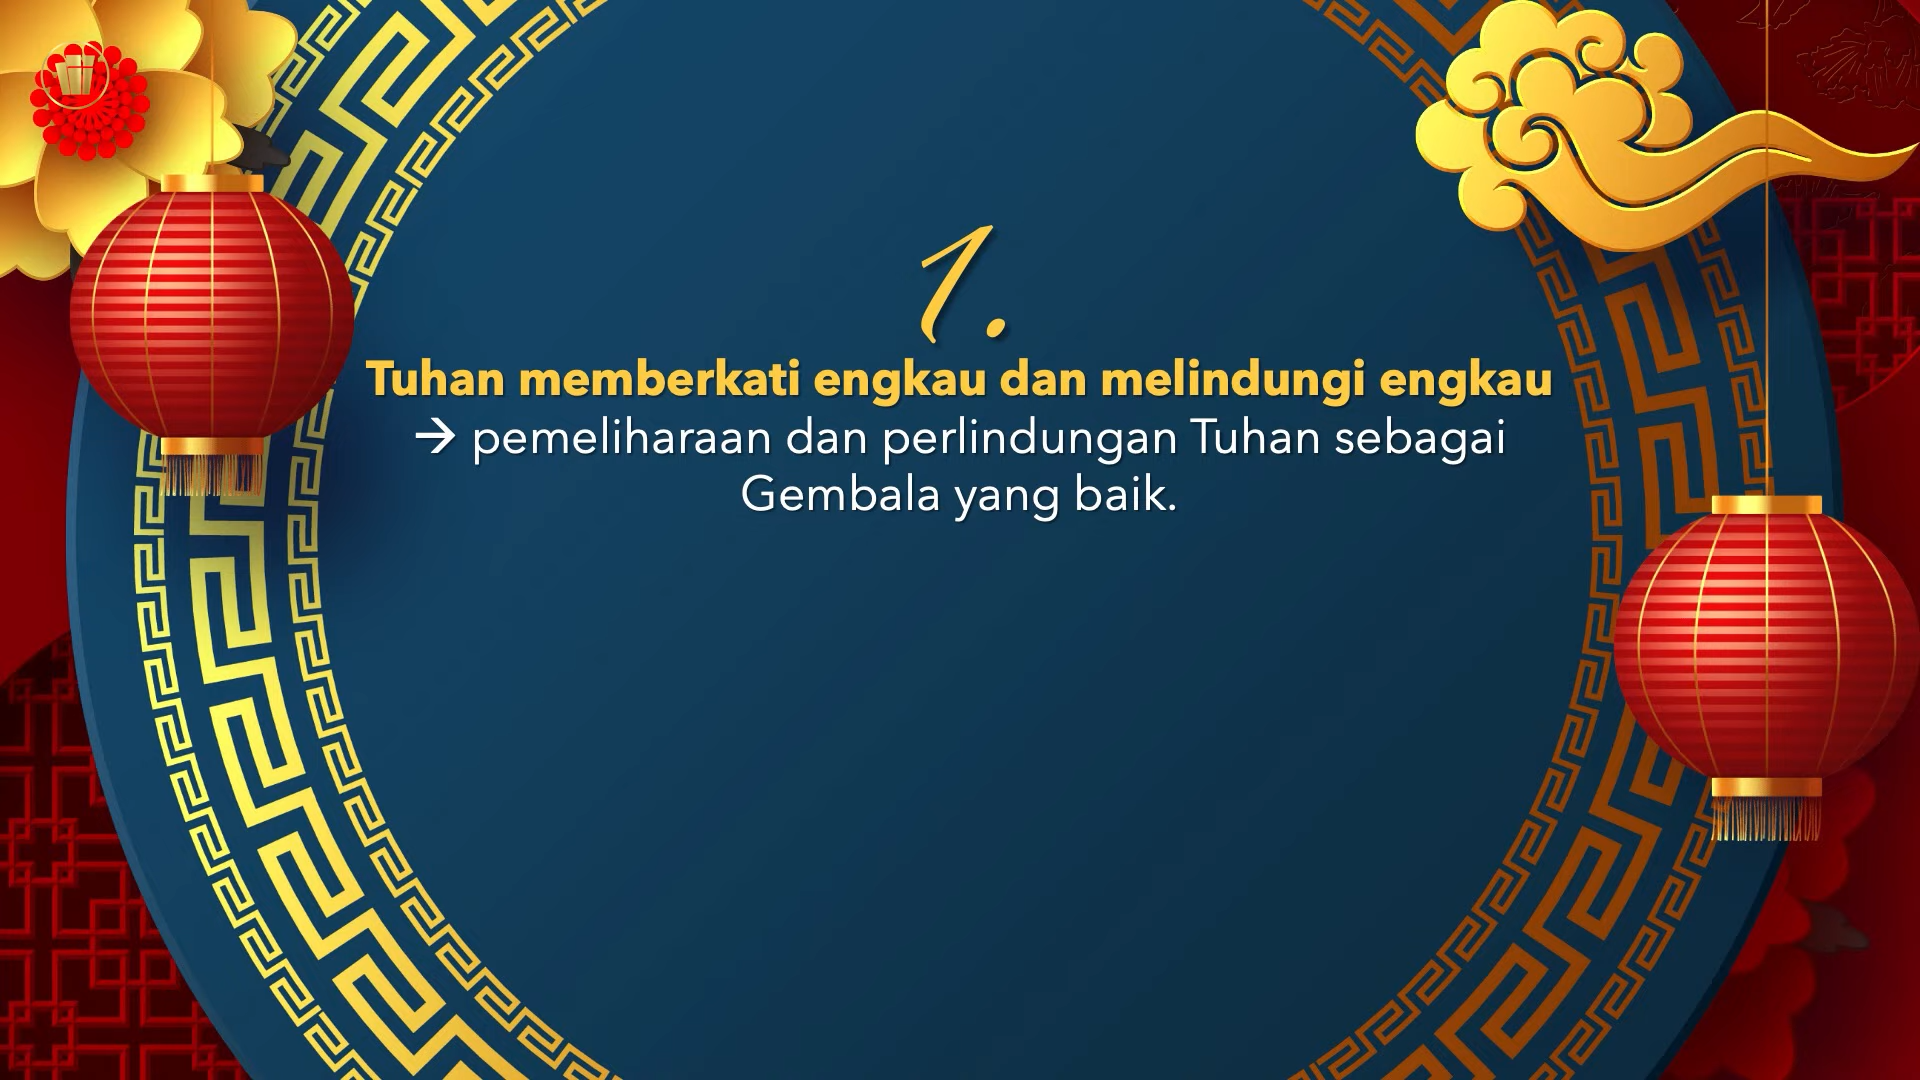 1.
Tuhan memberkati engkau dan melindungi engkau
→ pemeliharaan dan perlindungan Tuhan sebagai
Gembala yang baik.